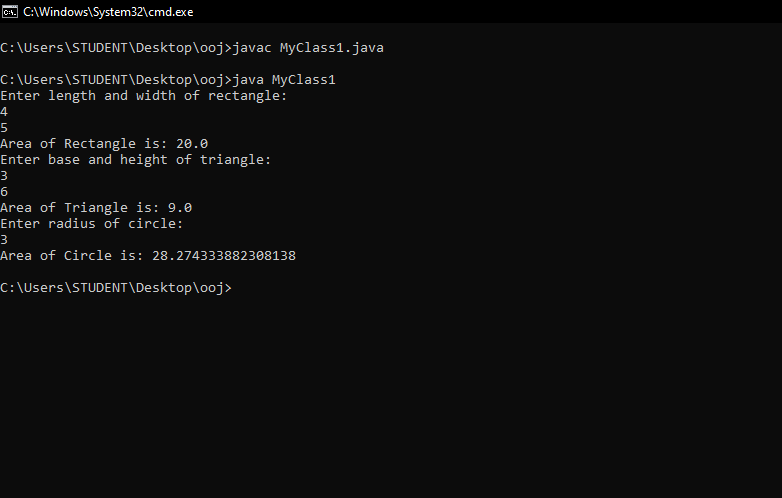 C:\Windows\System32\cmd.exe
C:\Users\STUDENT\Desktop\ooj>javac MyClass1.java
C:\Users\STUDENT\Desktop\ooj>java MyClass1
Enter length and width of rectangle:
4
5
Area of Rectangle is: 20.0
Enter base and height of triangle:
3
6
Area of Triangle is: 9.0
Enter radius of circle:
3
Area of Circle is: 28.274333882308138
C:\Users\STUDENT\Desktop\ooj>